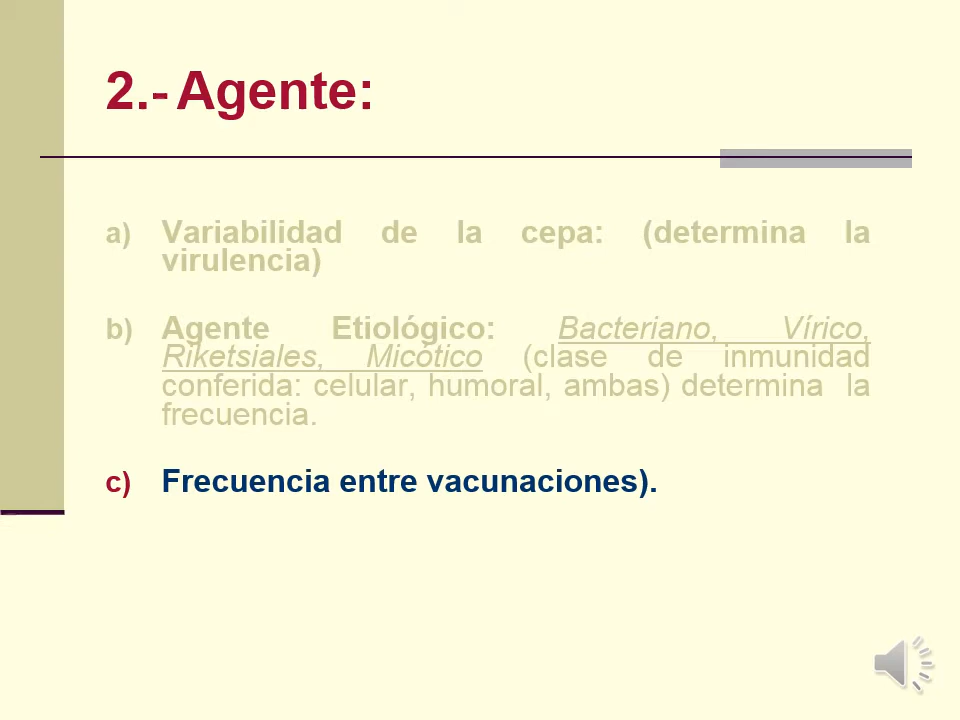 2.- Agente:
a) Variabilidad de la cepa: (determina la
virulencia)
b) Agente Etiológico: Bacteriano, Vírico,
Riketsiales, Micótico (clase de inmunidad
conferida: celular, humoral, ambas) determina la
frecuencia.
c) Frecuencia entre vacunaciones).